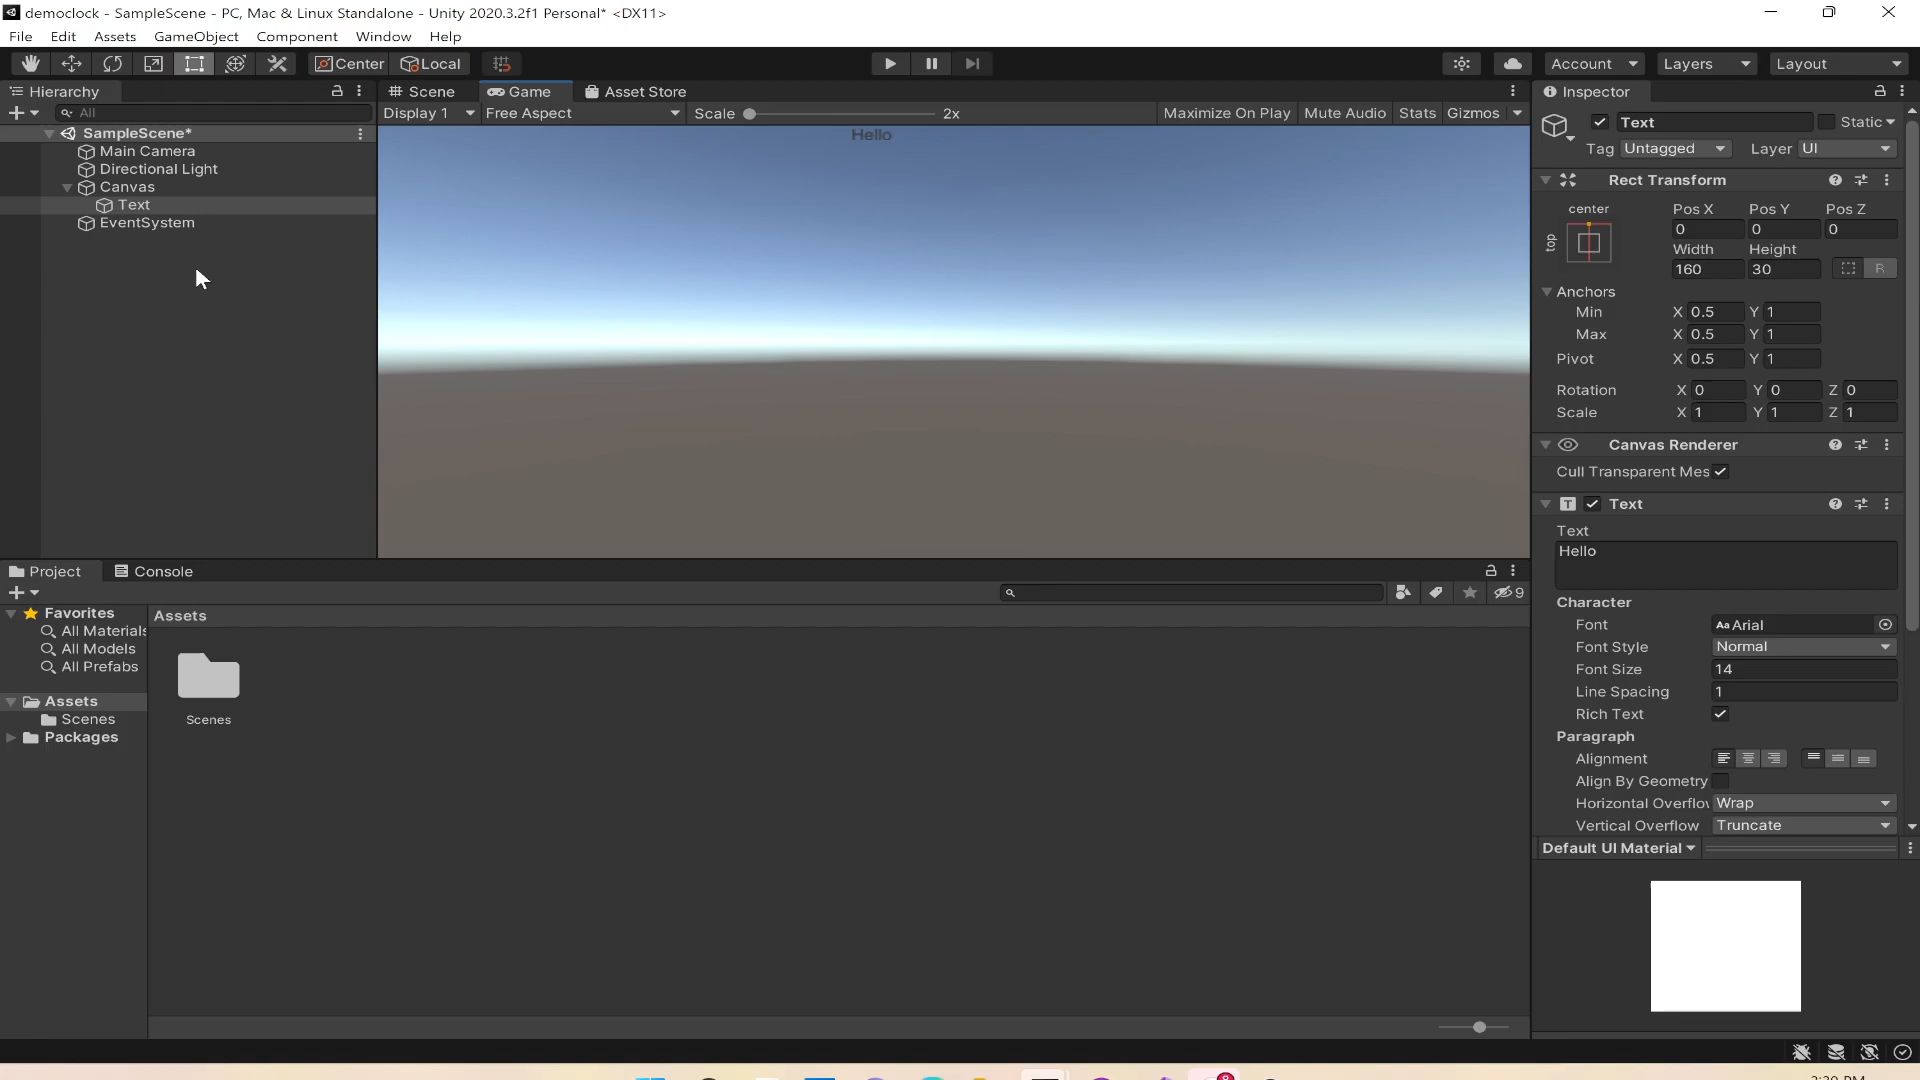 democlock - SampleScene - PC, Mac & Linux Standalone - Unity 2020.3.2f1 Personal* <DX11>
File Edit Assets GameObject Component Window Help
Center Local Account Layers Layout
Hierarchy
All
SampleScene*
Main Camera
Directional Light
Canvas
Text
EventSystem
Scene Game Asset Store
Display 1 Free Aspect Scale 2x Maximize On Play Mute Audio Stats Gizmos
Hello
Inspector
Text Static
Tag Untagged Layer UI
Rect Transform
center
top
Pos X Pos Y Pos Z
0 0 0
Width Height
160 30 R
Anchors
Min X 0.5 Y 1
Max X 0.5 Y 1
Pivot X 0.5 Y 1
Rotation X 0 Y 0 Z 0
Scale X 1 Y 1 Z 1
Canvas Renderer
Cull Transparent Mes
Text
Text
Hello
Character
Font Aa Arial
Font Style Normal
Font Size 14
Line Spacing 1
Rich Text
Paragraph
Alignment
Align By Geometry
Horizontal Overflo Wrap
Vertical Overflow Truncate
Default UI Material
Project Console
9
Favorites
All Materials
All Models
All Prefabs
Assets
Scenes
Packages
Assets
Scenes